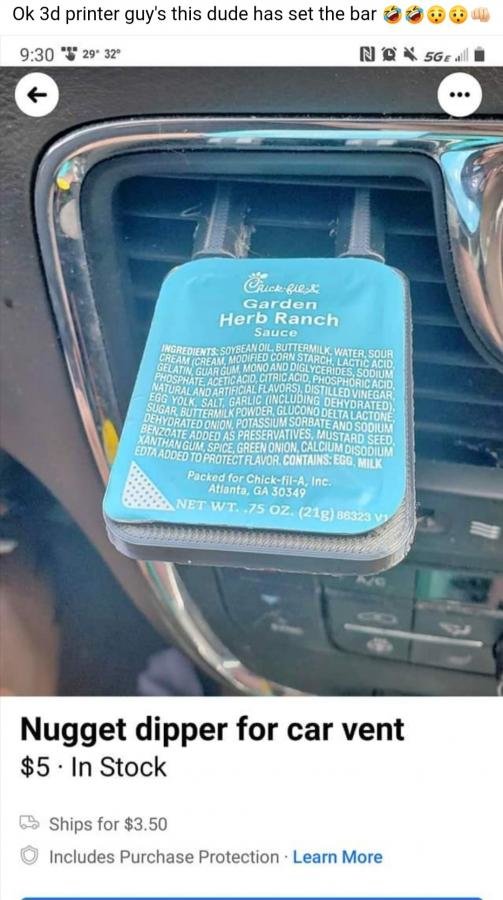 Ok 3d printer guy's this dude has set the bar 🤣🤣😯😯👊🏻
9:30 29° 32° 5GE
Chick-fil-A
Garden
Herb Ranch
Sauce
INGREDIENTS: SOYBEAN OIL, BUTTERMILK, WATER, SOUR
CREAM (CREAM, MODIFIED CORN STARCH, LACTIC ACID,
GELATIN, GUAR GUM, MONO AND DIGLYCERIDES, SODIUM
PHOSPHATE, ACETIC ACID, CITRIC ACID, PHOSPHORIC ACID,
NATURAL AND ARTIFICIAL FLAVORS), DISTILLED VINEGAR,
EGG YOLK, SALT, GARLIC (INCLUDING DEHYDRATED),
SUGAR, BUTTERMILK POWDER, GLUCONO DELTA LACTONE,
DEHYDRATED ONION, POTASSIUM SORBATE AND SODIUM
BENZOATE ADDED AS PRESERVATIVES, MUSTARD SEED,
XANTHAN GUM, SPICE, GREEN ONION, CALCIUM DISODIUM
EDTA ADDED TO PROTECT FLAVOR. CONTAINS: EGG, MILK
Packed for Chick-fil-A, Inc.
Atlanta, GA 30349
NET WT. .75 OZ. (21g) 86323 V1
A/C
Nugget dipper for car vent
$5 · In Stock
Ships for $3.50
Includes Purchase Protection · Learn More